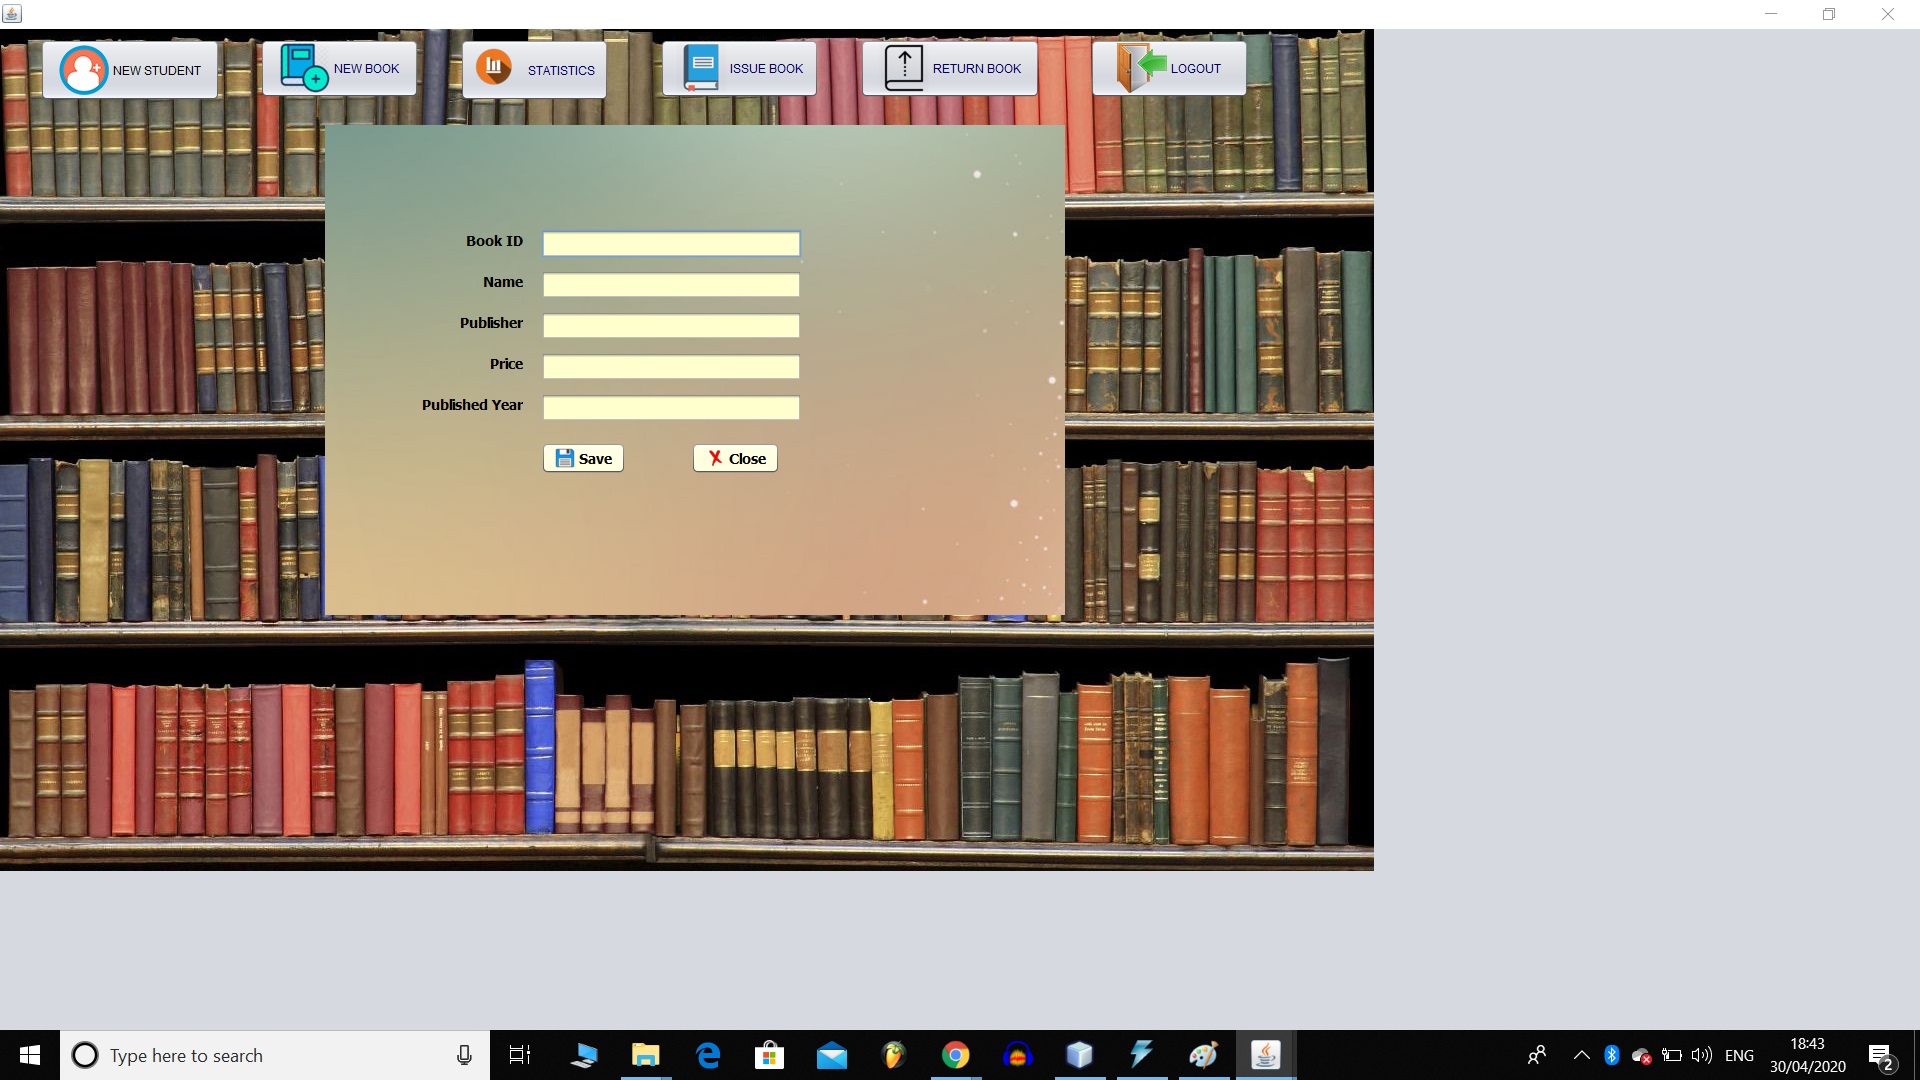 NEW STUDENT
NEW BOOK
STATISTICS
ISSUE BOOK
RETURN BOOK
LOGOUT
Book ID
Name
Publisher
Price
Published Year
Save
Close
Type here to search
ENG
18:43
30/04/2020
2